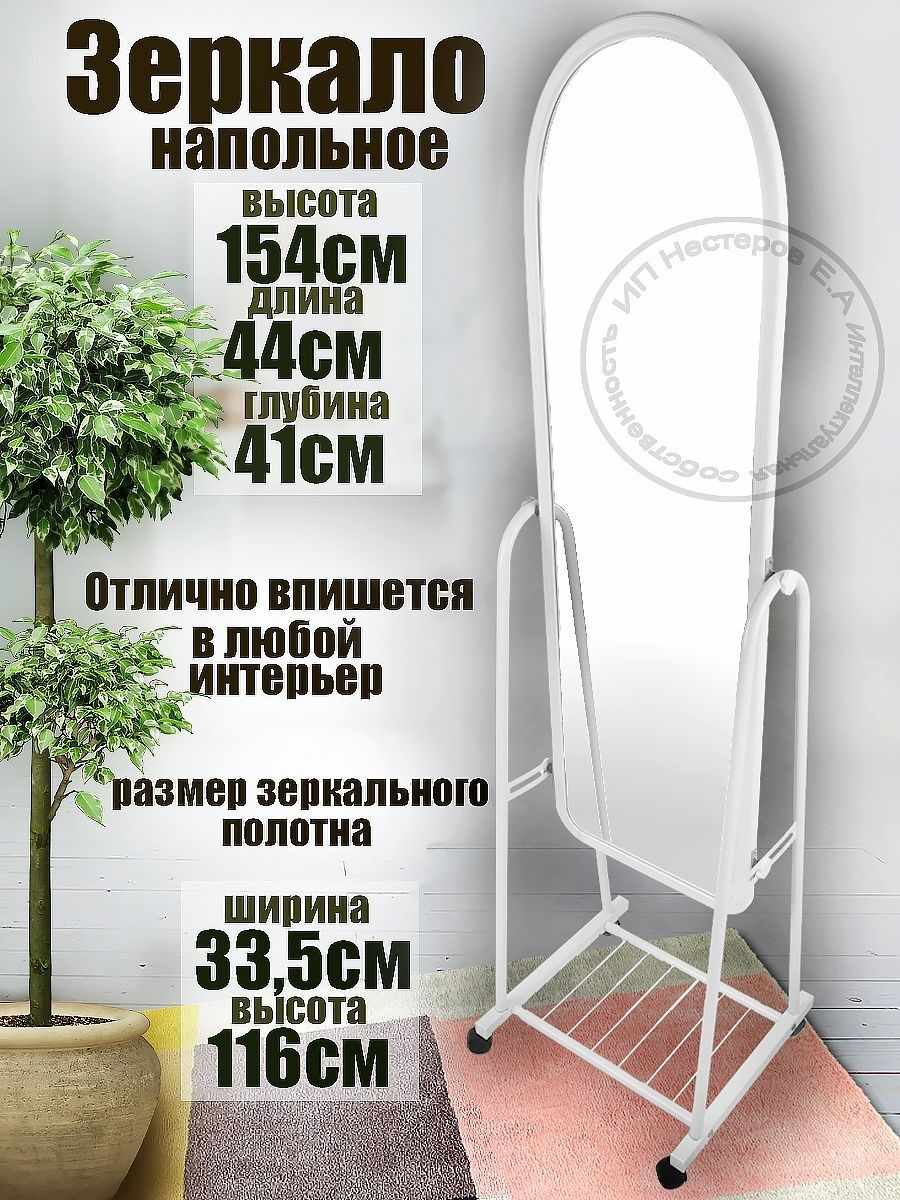 Зеркало
напольное
высота
154см
длина
44см
глубина
41см
Отлично впишется
в любой
интерьер
размер зеркального
полотна
ширина
33,5см
высота
116см
ИП Нестеров Е.А Интеллектуальная собственность